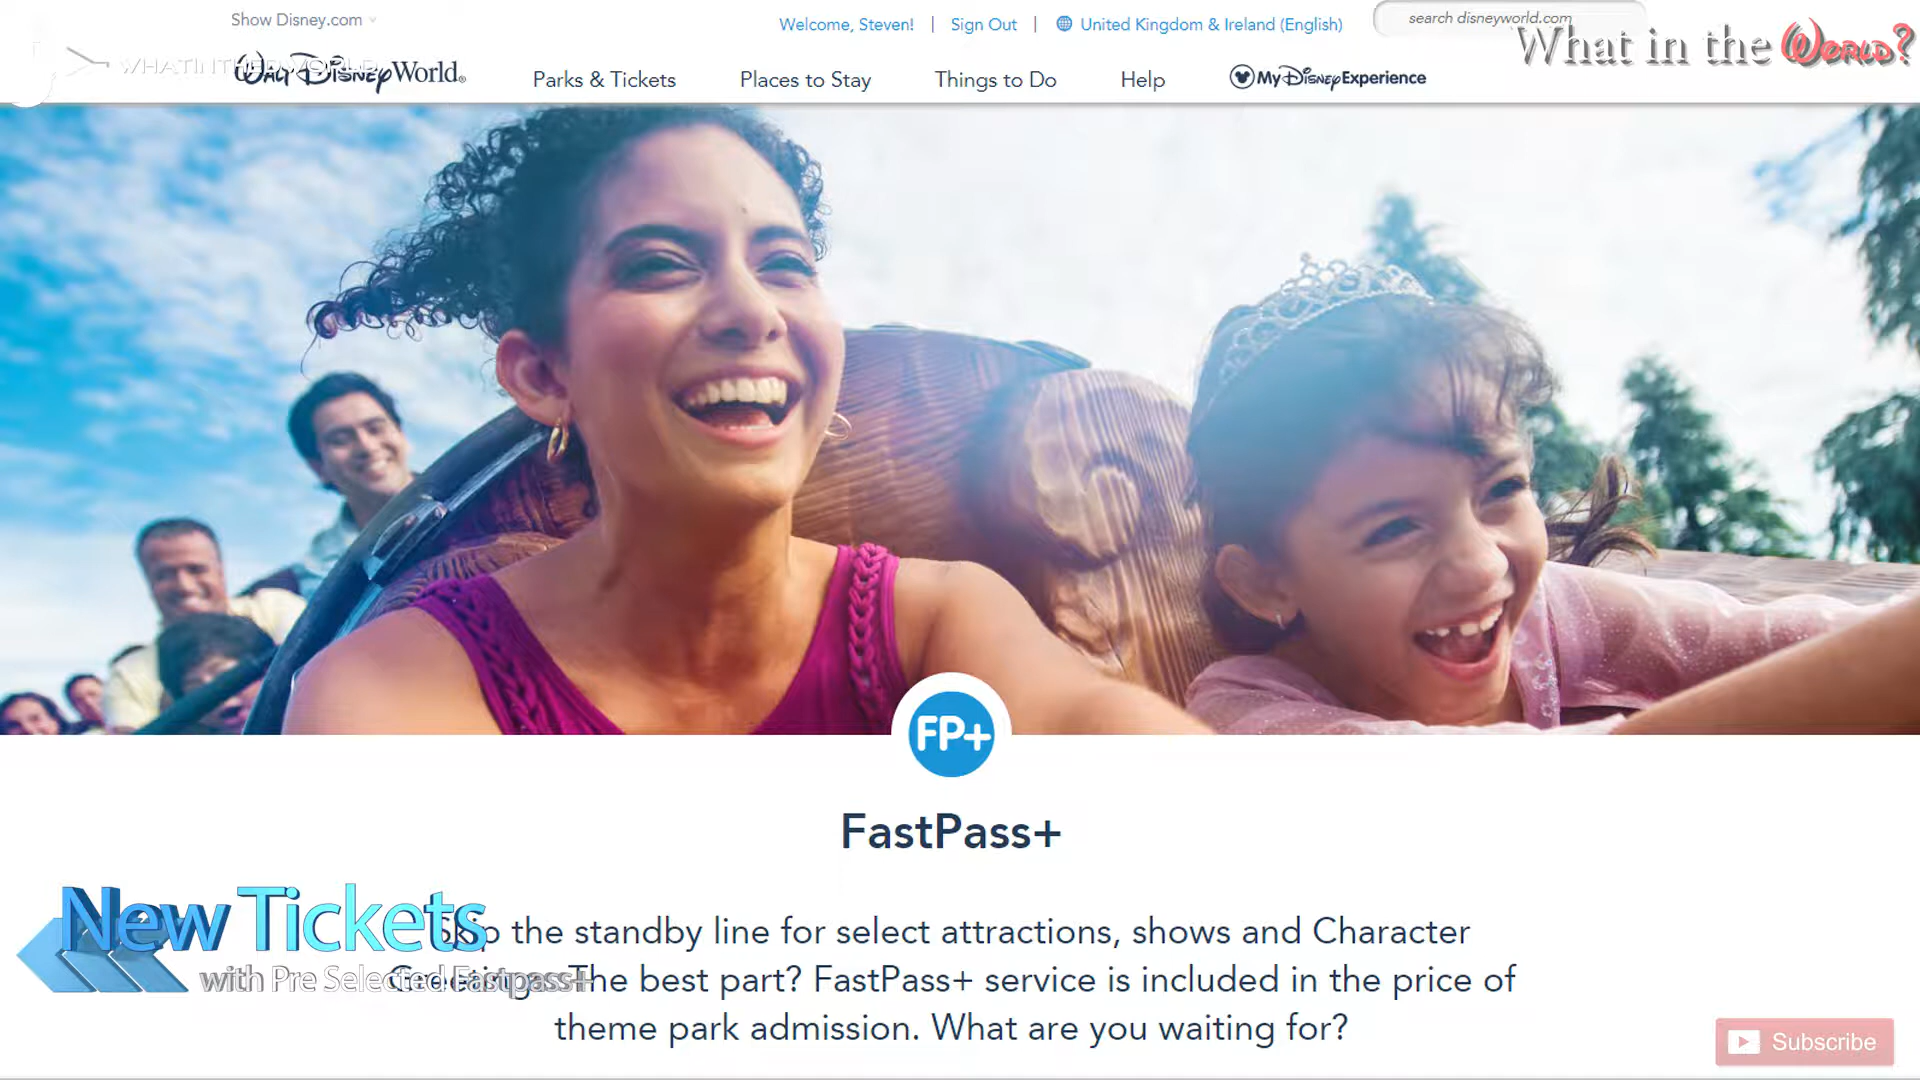 Show Disney.com
Welcome, Steven! | Sign Out | United Kingdom & Ireland (English)
search disneyworld.com
What in the World?
WHATINTHEDWORLD
Walt Disney World
Parks & Tickets
Places to Stay
Things to Do
Help
My Disney Experience
FP+
FastPass+
New Tickets
with Pre Selected Fastpass+
Skip the standby line for select attractions, shows and Character
Greetings. The best part? FastPass+ service is included in the price of
theme park admission. What are you waiting for?
Subscribe